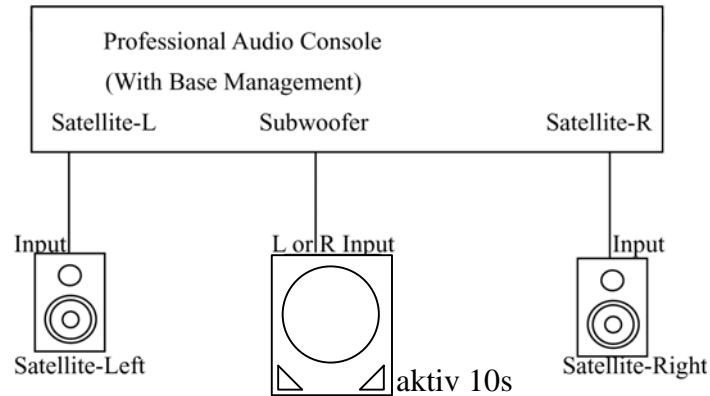 Professional Audio Console
(With Base Management)
Satellite-L Subwoofer Satellite-R
Input L or R Input Input
Satellite-Left aktiv 10s Satellite-Right